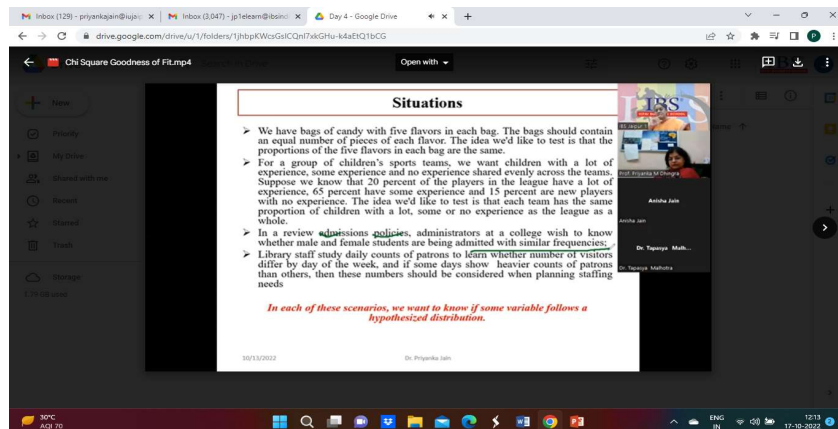 Inbox (129) - priyankajain@iujaip
Inbox (3,047) - jp1elearn@ibsind
Day 4 - Google Drive
drive.google.com/drive/u/1/folders/1jhbpKWcsGsICQnI7xkGHu-k4aEtQ1bCG
Chi Square Goodness of Fit.mp4
Open with
New
Priority
My Drive
Shared with me
Recent
Starred
Trash
Storage
Situations
➢ We have bags of candy with five flavors in each bag. The bags should contain
an equal number of pieces of each flavor. The idea we'd like to test is that the
proportions of the five flavors in each bag are the same.
➢ For a group of children's sports teams, we want children with a lot of
experience, some experience and no experience shared evenly across the teams.
Suppose we know that 20 percent of the players in the league have a lot of
experience, 65 percent have some experience and 15 percent are new players
with no experience. The idea we'd like to test is that each team has the same
proportion of children with a lot, some or no experience as the league as a
whole.
➢ In a review admissions policies, administrators at a college wish to know
whether male and female students are being admitted with similar frequencies;
➢ Library staff study daily counts of patrons to learn whether number of visitors
differ by day of the week, and if some days show heavier counts of patrons
than others, then these numbers should be considered when planning staffing
needs
In each of these scenarios, we want to know if some variable follows a
hypothesized distribution.
10/13/2022
Dr. Priyanka Jain
IBS
IBS Jaipur
Prof. Priyanka M Dhingra
Anisha Jain
Anisha Jain
Dr. Tapasya Malh...
Dr. Tapasya Malhotra
30°C
AQI 70
ENG
IN
12:13
17-10-2022